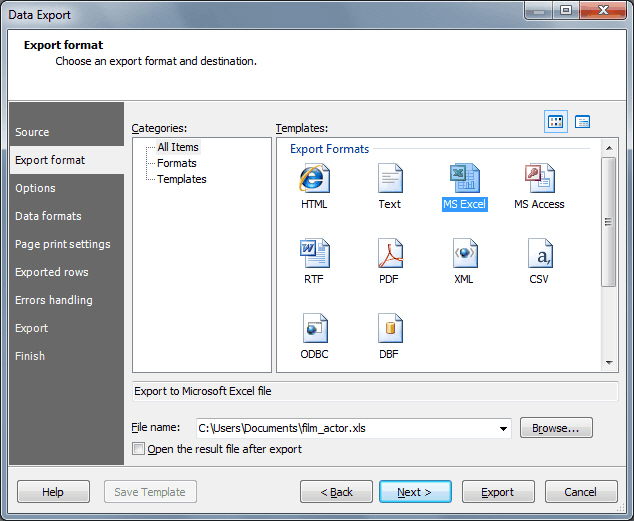 Data Export
Export format
Choose an export format and destination.
Source
Export format
Options
Data formats
Page print settings
Exported rows
Errors handling
Export
Finish
Categories:
All Items
Formats
Templates
Templates:
Export Formats
HTML Text MS Excel MS Access
RTF PDF XML CSV
ODBC DBF
Export to Microsoft Excel file
File name: C:\Users\Documents\film_actor.xls Browse...
Open the result file after export
Help Save Template < Back Next > Export Cancel